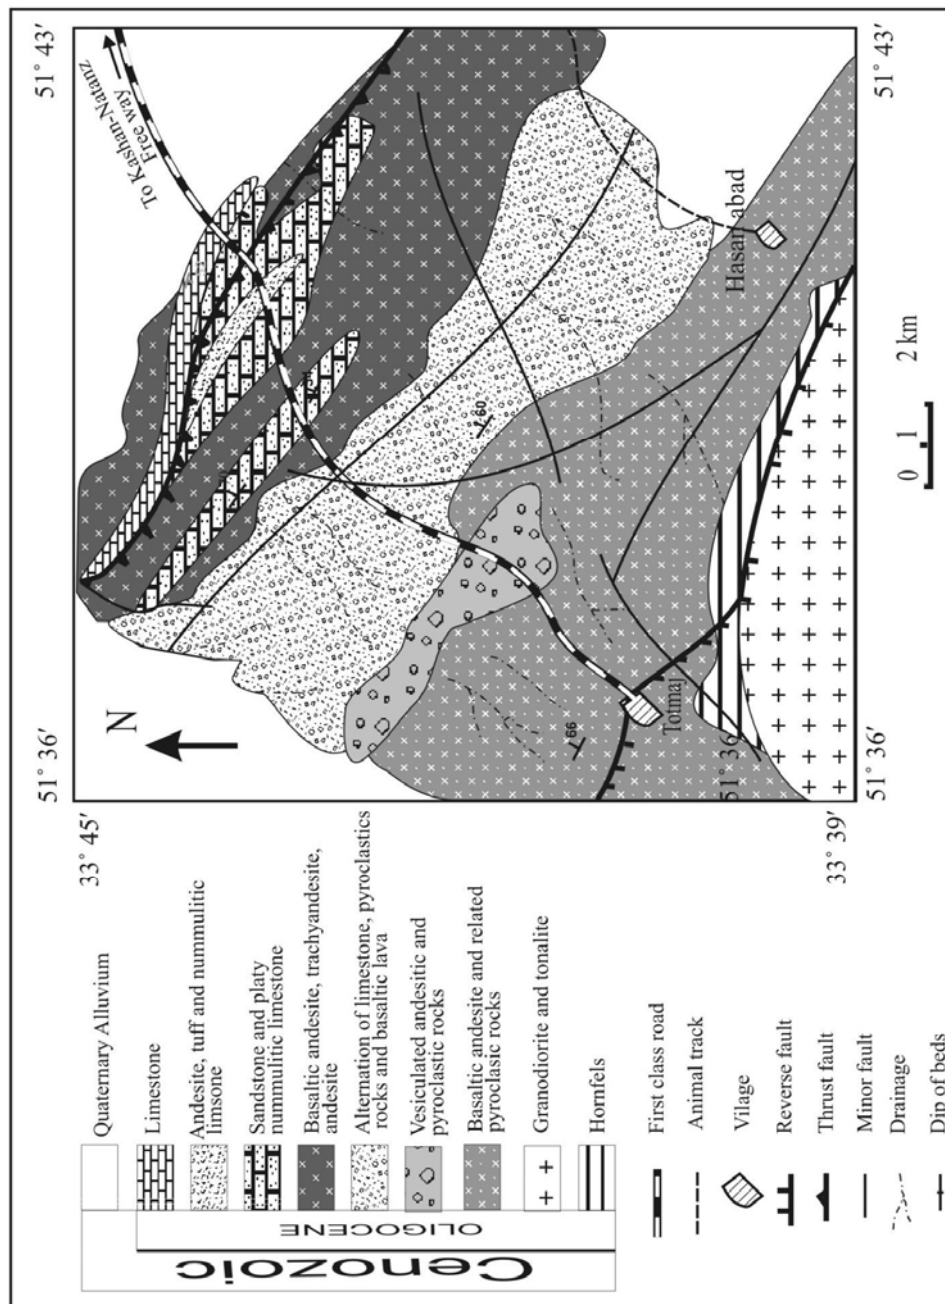 51° 43'
51° 43'
51° 36'
51° 36'
51° 36'
33° 45'
33° 39'
To Kashan-Natanz
Free way
N
60
66
Hasan abad
Totmaj
0 1 2 km
Quaternary Alluvium
Limestone
Andesite, tuff and nummulitic
limsone
Sandstone and platy
nummulitic limestone
Basaltic andesite, trachyandesite,
andesite
Alternation of limestone, pyroclastics
rocks and basaltic lava
Vesiculated andesitic and
pyroclastic rocks
Basaltic andesite and related
pyroclasic rocks
Granodiorite and tonalite
Hornfels
OLIGOCENE
Cenozoic
First class road
Animal track
Vilage
Reverse fault
Thrust fault
Minor fault
Drainage
Dip of beds